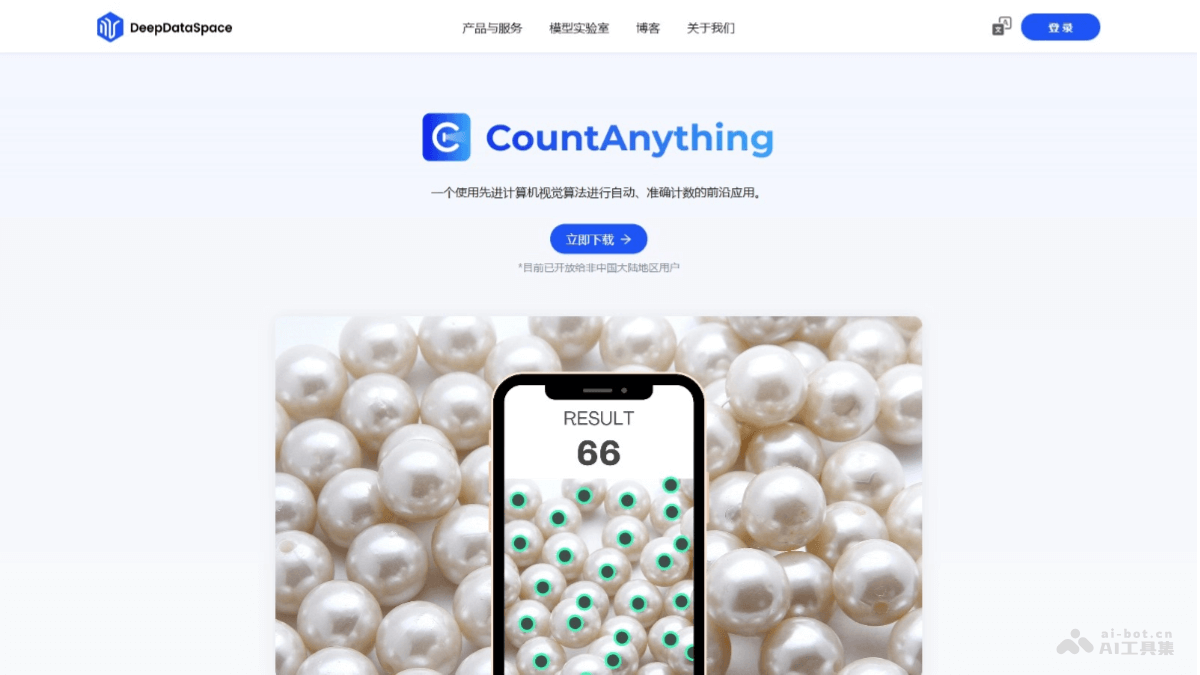 DeepDataSpace
产品与服务 模型实验室 博客 关于我们
登录
CountAnything
一个使用先进计算机视觉算法进行自动、准确计数的前沿应用。
立即下载 →
*目前已开放给非中国大陆地区用户
RESULT
66
ai-bot.cn
AI工具集